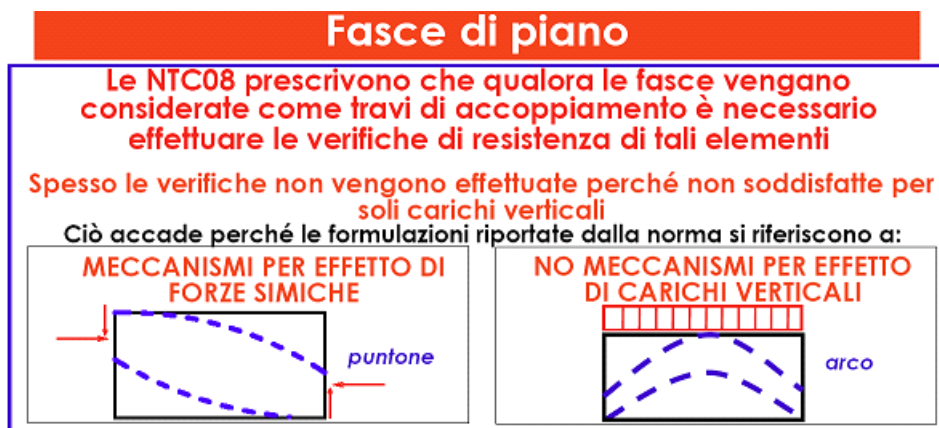 Fasce di piano
Le NTC08 prescrivono che qualora le fasce vengano
considerate come travi di accoppiamento è necessario
effettuare le verifiche di resistenza di tali elementi
Spesso le verifiche non vengono effettuate perché non soddisfatte per
soli carichi verticali
Ciò accade perché le formulazioni riportate dalla norma si riferiscono a:
MECCANISMI PER EFFETTO DI
FORZE SIMICHE
puntone
NO MECCANISMI PER EFFETTO
DI CARICHI VERTICALI
arco